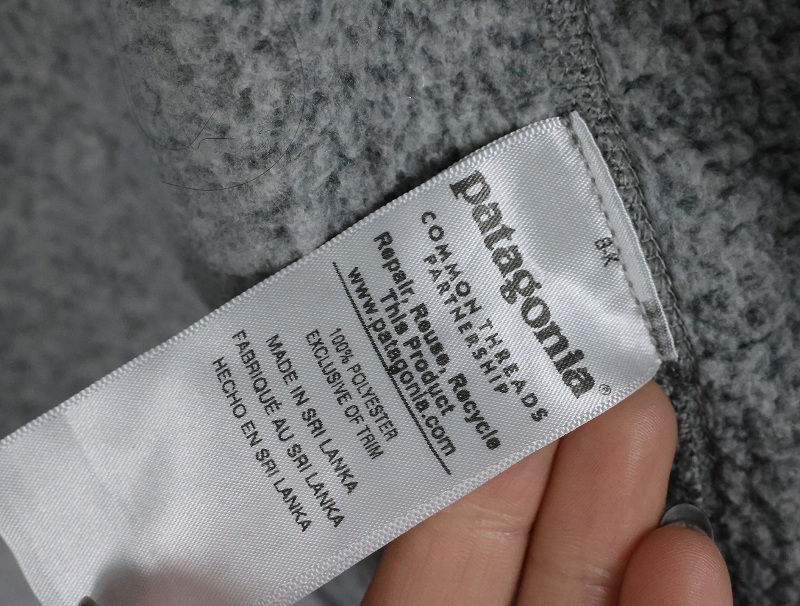 patagonia®
COMMON THREADS
PARTNERSHIP
Repair, Reuse, Recycle
This Product
www.patagonia.com
100% POLYESTER
EXCLUSIVE OF TRIM
MADE IN SRI LANKA
FABRIQUÉ AU SRI LANKA
HECHO EN SRI LANKA